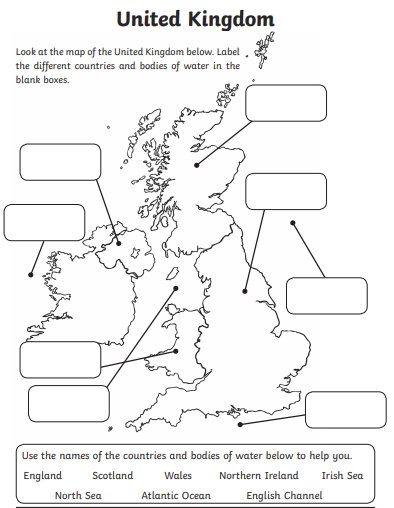 United Kingdom
Look at the map of the United Kingdom below. Label
the different countries and bodies of water in the
blank boxes.
Use the names of the countries and bodies of water below to help you.
England Scotland Wales Northern Ireland Irish Sea
North Sea Atlantic Ocean English Channel